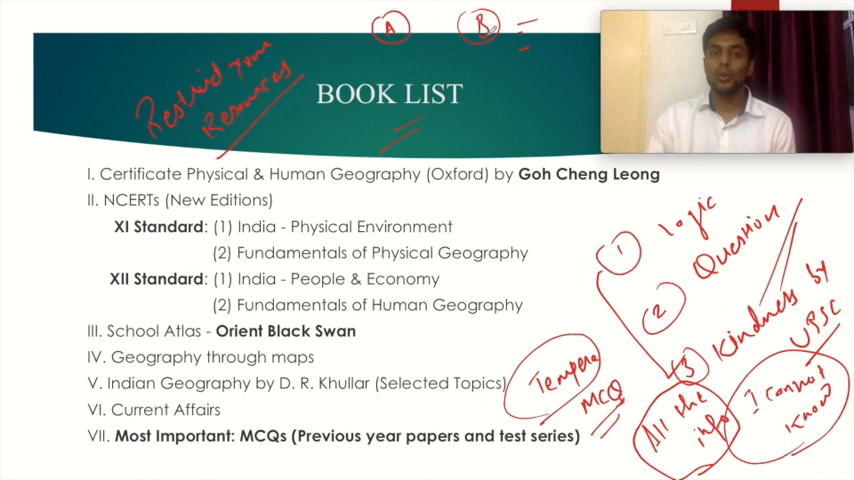 A B
Restrict your
Resources
BOOK LIST
I. Certificate Physical & Human Geography (Oxford) by Goh Cheng Leong
II. NCERTs (New Editions)
XI Standard: (1) India - Physical Environment
(2) Fundamentals of Physical Geography
XII Standard: (1) India - People & Economy
(2) Fundamentals of Human Geography
III. School Atlas - Orient Black Swan
IV. Geography through maps
V. Indian Geography by D. R. Khullar (Selected Topics)
VI. Current Affairs
VII. Most Important: MCQs (Previous year papers and test series)
1 Logic
2 Question
3 Kindness by
UPSC
Tempera
MCQ
All the
info
I cannot
know